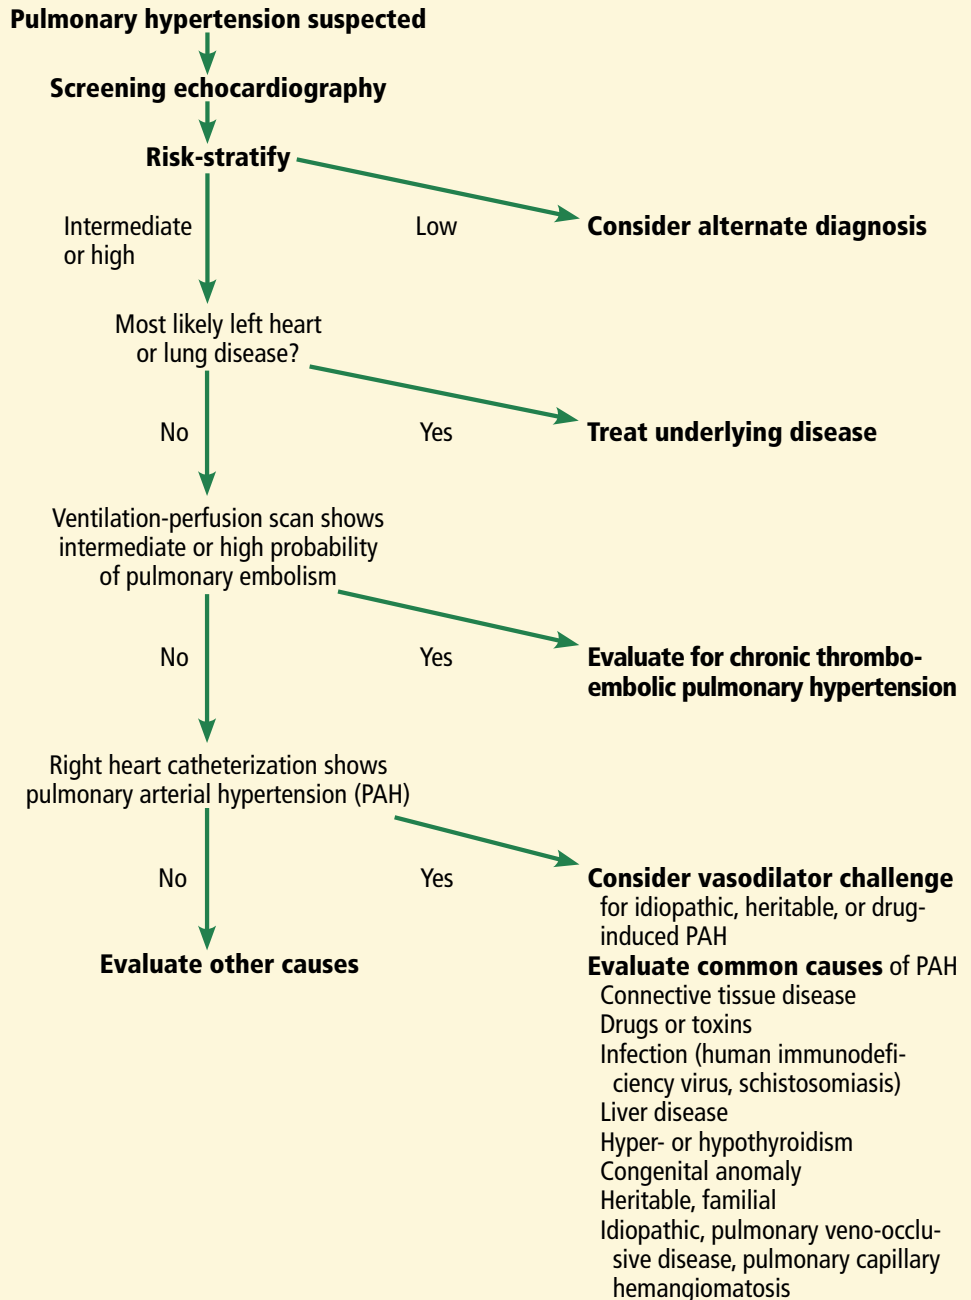 Pulmonary hypertension suspected
Screening echocardiography
Risk-stratify
Intermediate
or high
Low
Consider alternate diagnosis
Most likely left heart
or lung disease?
No
Yes
Treat underlying disease
Ventilation-perfusion scan shows
intermediate or high probability
of pulmonary embolism
No
Yes
Evaluate for chronic thrombo-
embolic pulmonary hypertension
Right heart catheterization shows
pulmonary arterial hypertension (PAH)
No
Yes
Evaluate other causes
Consider vasodilator challenge
for idiopathic, heritable, or drug-
induced PAH
Evaluate common causes of PAH
Connective tissue disease
Drugs or toxins
Infection (human immunodefi-
ciency virus, schistosomiasis)
Liver disease
Hyper- or hypothyroidism
Congenital anomaly
Heritable, familial
Idiopathic, pulmonary veno-occlu-
sive disease, pulmonary capillary
hemangiomatosis